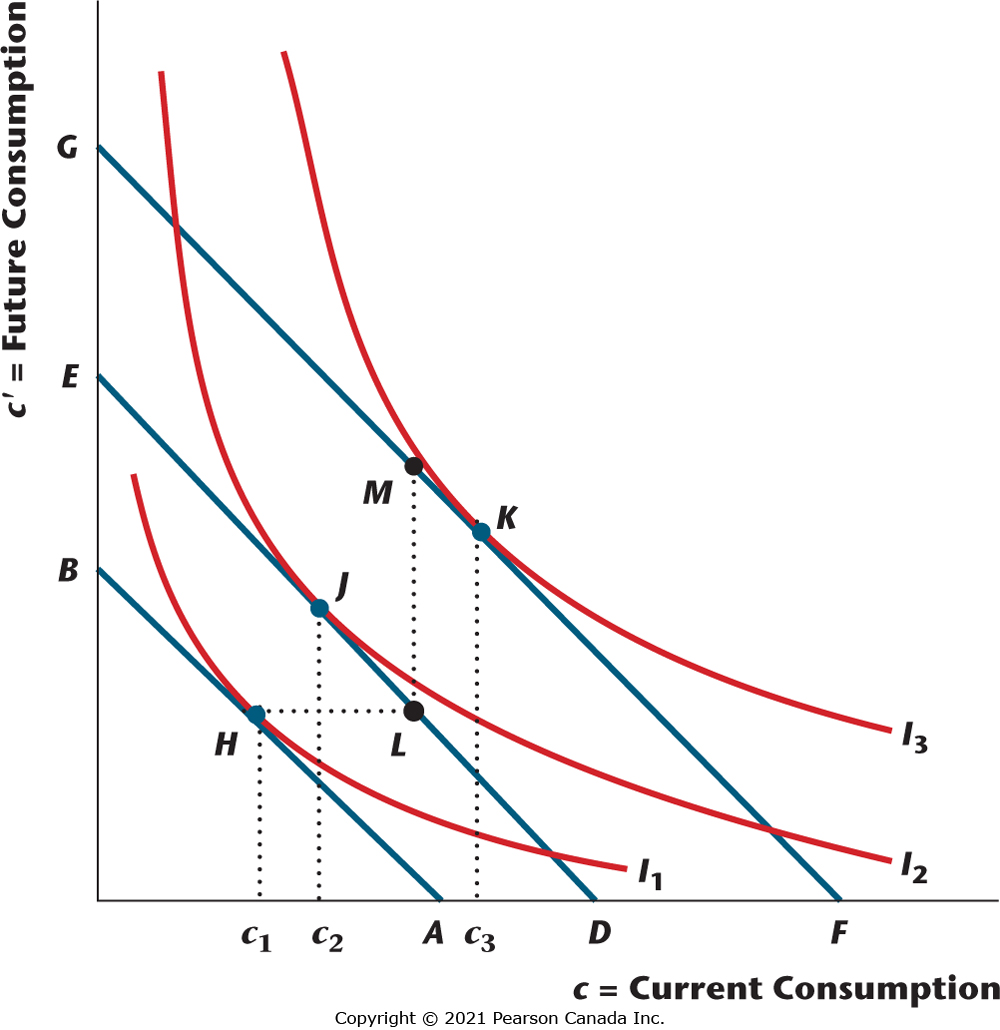 c' = Future Consumption
G
E
B
M
K
J
H
L
I3
I2
I1
c1
c2
A
c3
D
F
c = Current Consumption
Copyright © 2021 Pearson Canada Inc.